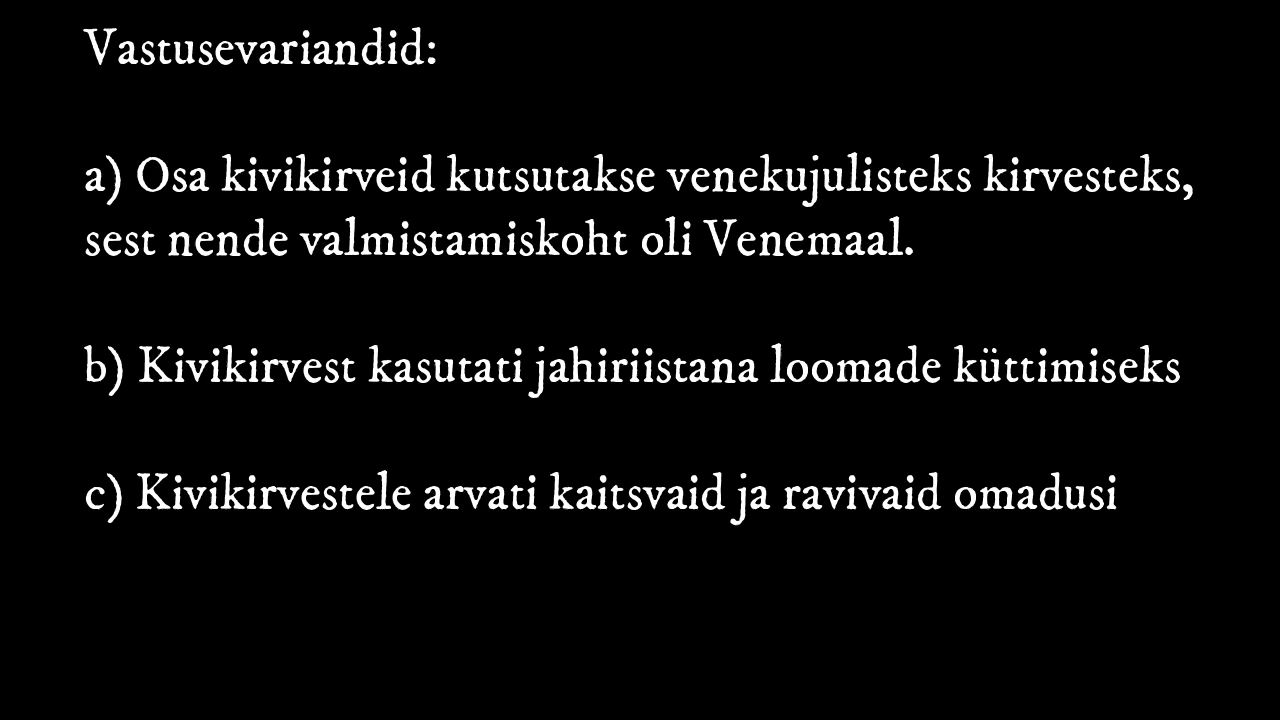 Vastusevariandid:
a) Osa kivikirveid kutsutakse venekujulisteks kirvesteks,
sest nende valmistamiskoht oli Venemaal.
b) Kivikirvest kasutati jahiriistana loomade küttimiseks
c) Kivikirvestele arvati kaitsvaid ja ravivaid omadusi